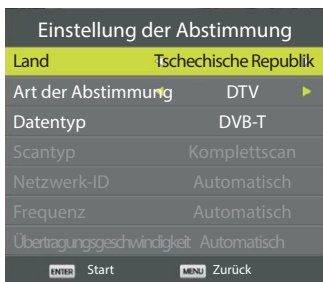 Einstellung der Abstimmung
Land Tschechische Republik
Art der Abstimmung DTV
Datentyp DVB-T
Scantyp Komplettscan
Netzwerk-ID Automatisch
Frequenz Automatisch
Übertragungsgeschwindigkeit Automatisch
ENTER Start MENU Zurück